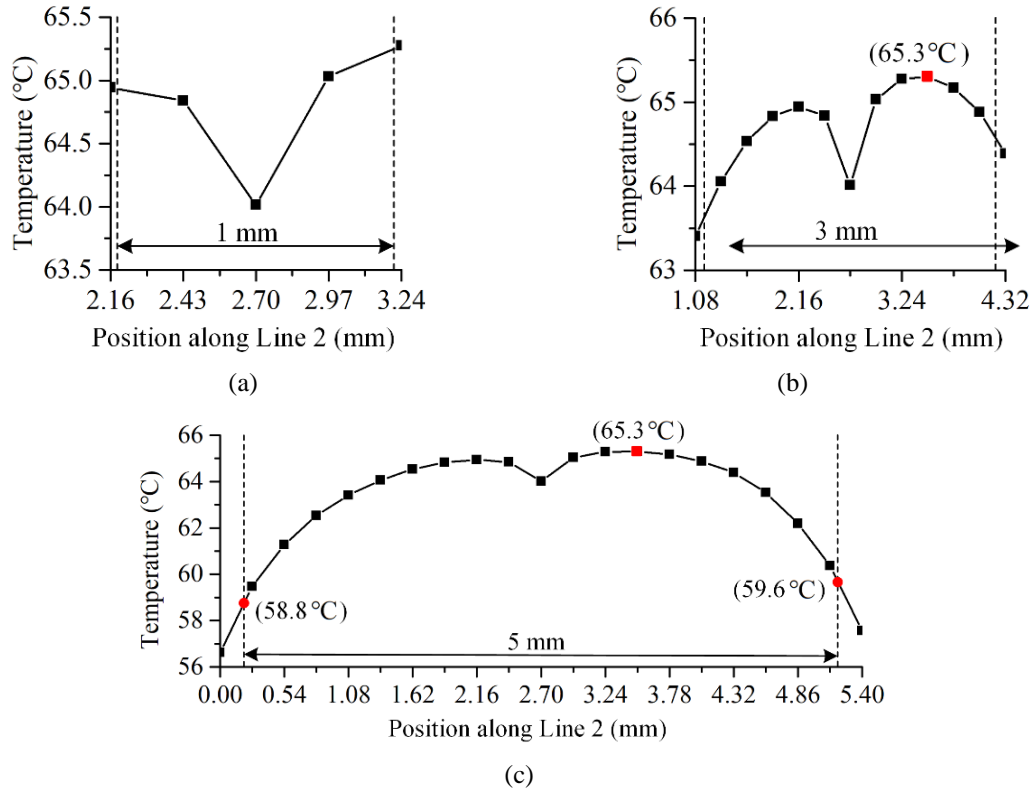 65.5
65.0
64.5
64.0
63.5
Temperature (℃)
1 mm
2.16 2.43 2.70 2.97 3.24
Position along Line 2 (mm)
(a)
66
65
64
63
Temperature (℃)
(65.3℃)
3 mm
1.08 2.16 3.24 4.32
Position along Line 2 (mm)
(b)
66
64
62
60
58
56
Temperature (℃)
(65.3℃)
(58.8℃)
(59.6℃)
5 mm
0.00 0.54 1.08 1.62 2.16 2.70 3.24 3.78 4.32 4.86 5.40
Position along Line 2 (mm)
(c)